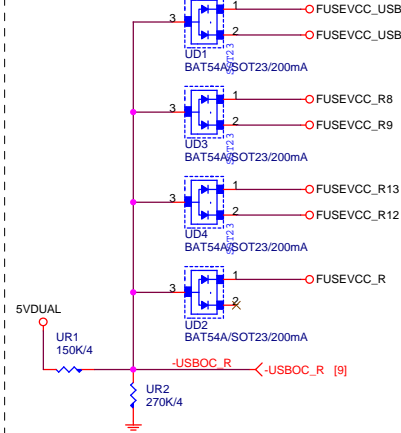 1
3
FUSEVCC_USB
2
FUSEVCC_USB
UD1
SOT23
BAT54A/SOT23/200mA
1
3
FUSEVCC_R8
2
FUSEVCC_R9
UD3
SOT23
BAT54A/SOT23/200mA
1
3
FUSEVCC_R13
2
FUSEVCC_R12
UD4
SOT23
BAT54A/SOT23/200mA
1
3
FUSEVCC_R
2
UD2
BAT54A/SOT23/200mA
5VDUAL
UR1
150K/4
-USBOC_R
-USBOC_R [9]
UR2
270K/4